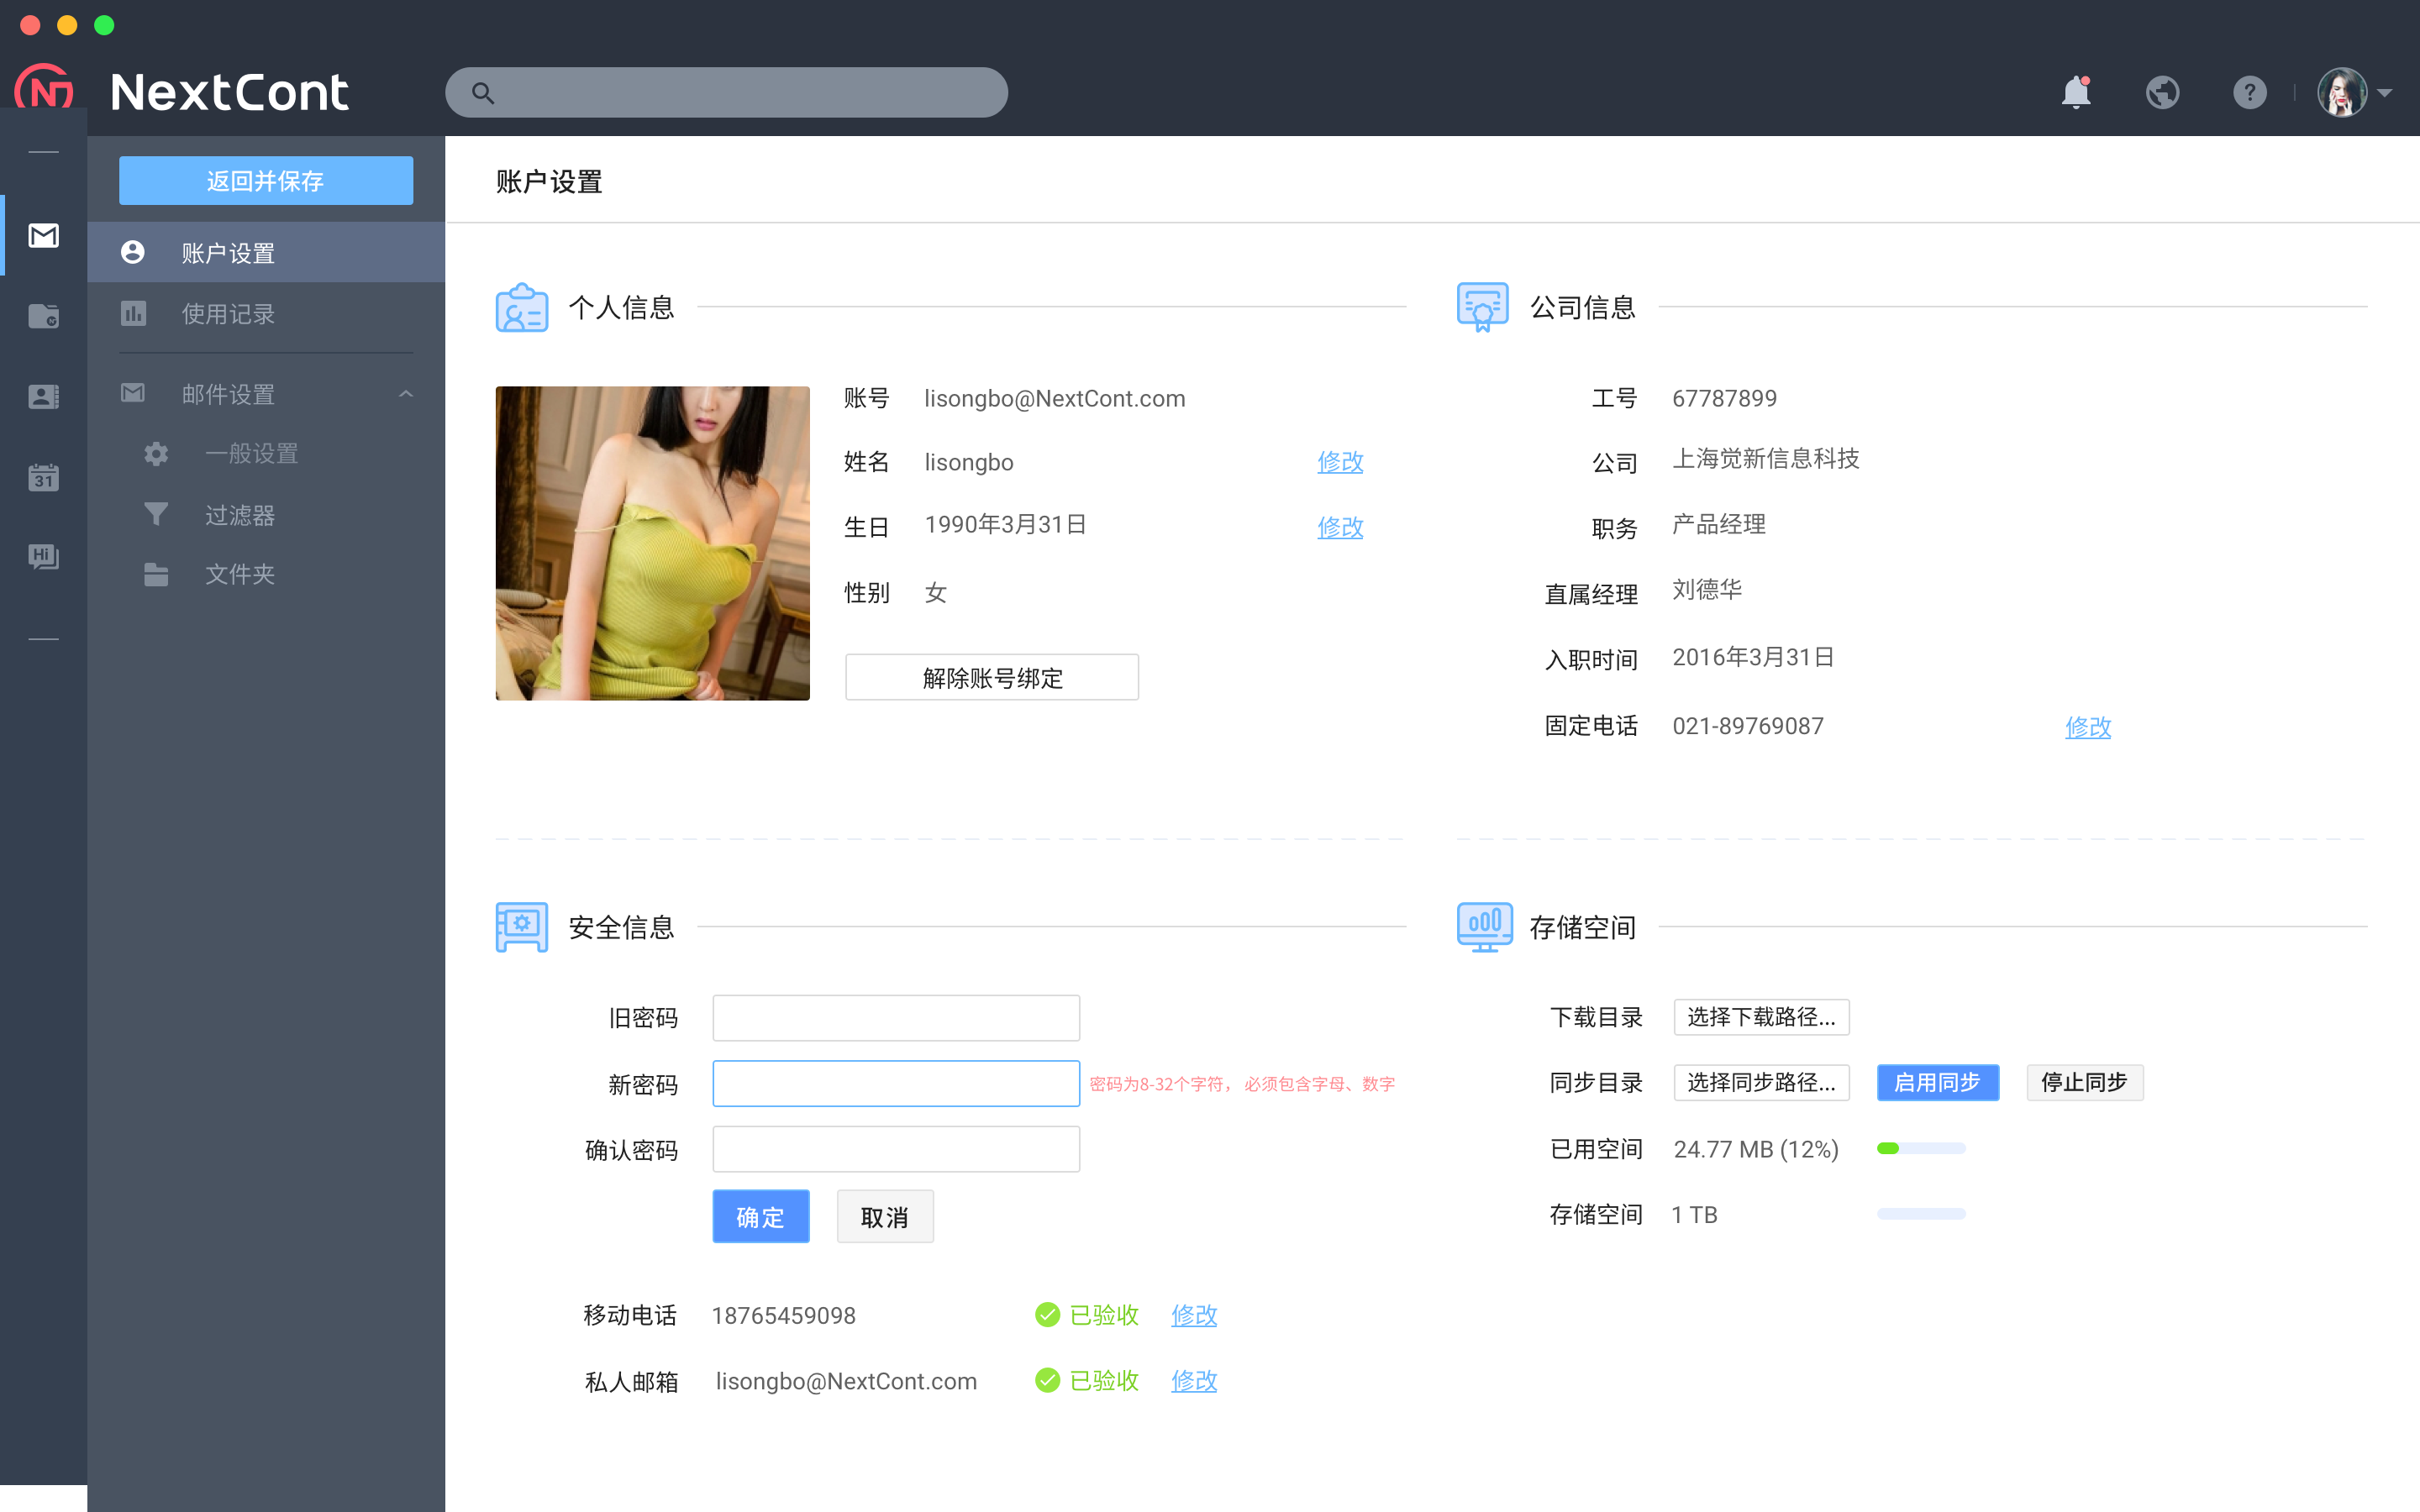 NextCont
返回并保存
账户设置
账户设置
使用记录
邮件设置
一般设置
31
过滤器
Hi
文件夹
个人信息
账号 lisongbo@NextCont.com
姓名 lisongbo 修改
生日 1990年3月31日 修改
性别 女
解除账号绑定
公司信息
工号 67787899
公司 上海觉新信息科技
职务 产品经理
直属经理 刘德华
入职时间 2016年3月31日
固定电话 021-89769087 修改
安全信息
旧密码
新密码 密码为8-32个字符， 必须包含字母、数字
确认密码
确定 取消
移动电话 18765459098 已验收 修改
私人邮箱 lisongbo@NextCont.com 已验收 修改
存储空间
下载目录 选择下载路径...
同步目录 选择同步路径... 启用同步 停止同步
已用空间 24.77 MB (12%)
存储空间 1 TB